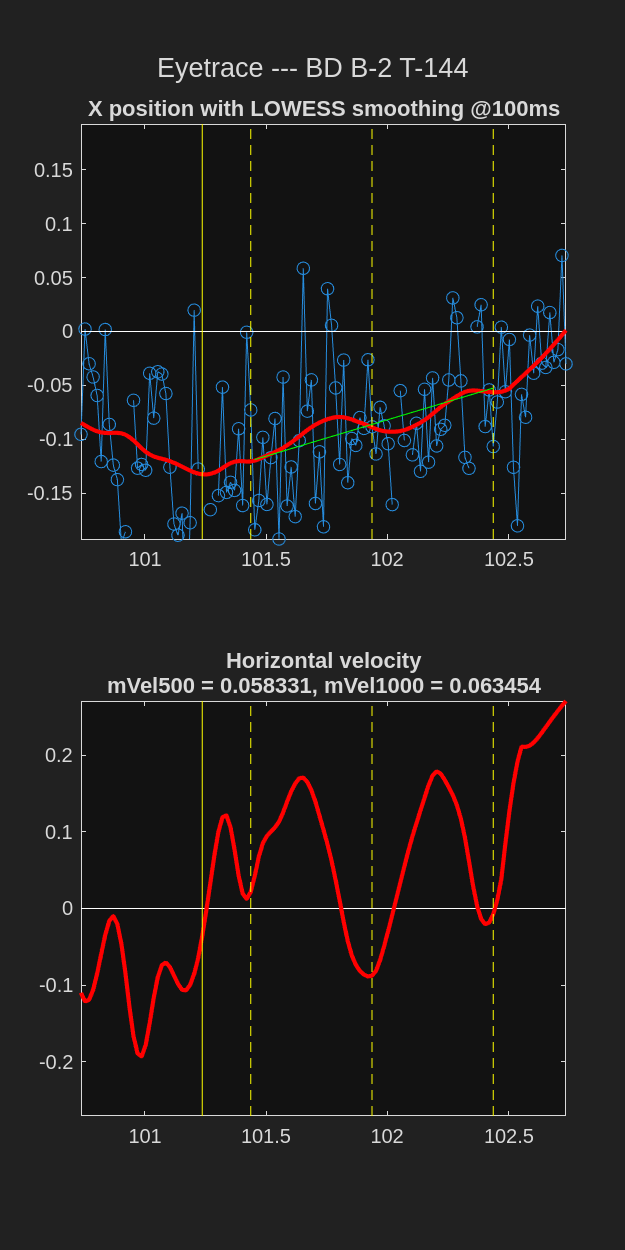 Eyetrace --- BD B-2 T-144
X position with LOWESS smoothing @100ms
0.15
0.1
0.05
0
-0.05
-0.1
-0.15
101 101.5 102 102.5
Horizontal velocity
mVel500 = 0.058331, mVel1000 = 0.063454
0.2
0.1
0
-0.1
-0.2
101 101.5 102 102.5